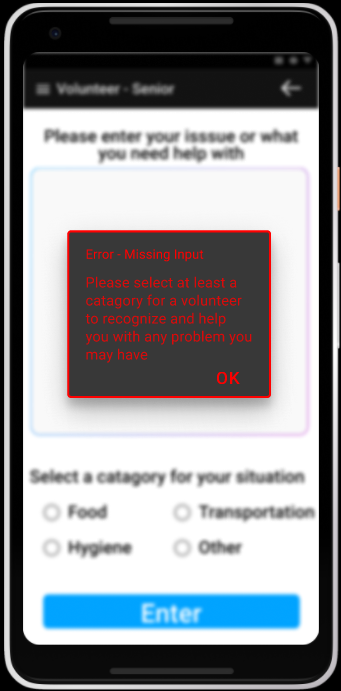 Volunteer - Senior
Please enter your isssue or what
you need help with
Error - Missing Input
Please select at least a
catagory for a volunteer
to recognize and help
you with any problem you
may have
OK
Select a catagory for your situation
Food
Transportation
Hygiene
Other
Enter